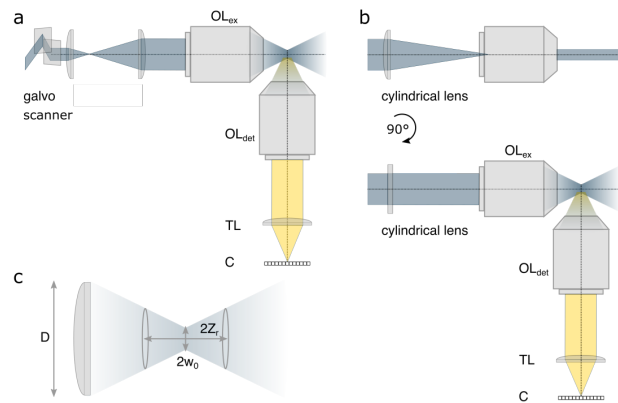 a
OLex
galvo
scanner
OLdet
TL
C
b
cylindrical lens
90°
OLex
cylindrical lens
OLdet
TL
C
c
D
2Zr
2w0